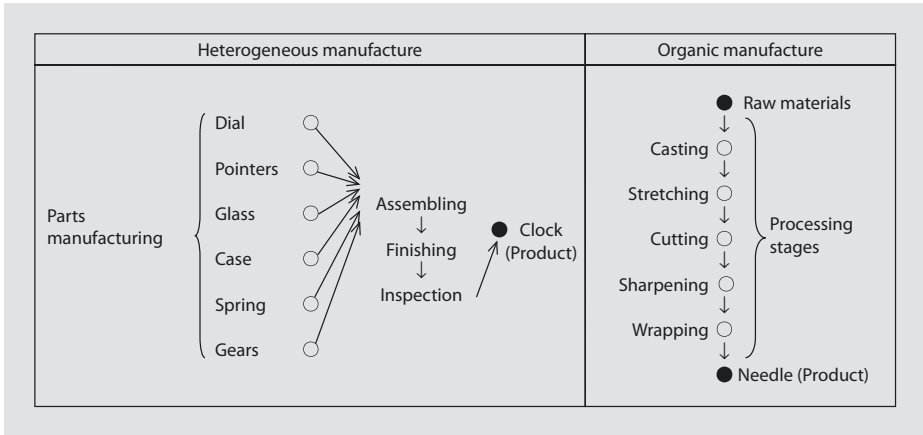 Heterogeneous manufacture
Organic manufacture
Parts
manufacturing
Dial
Pointers
Glass
Case
Spring
Gears
Assembling
Finishing
Inspection
Clock
(Product)
Raw materials
Casting
Stretching
Cutting
Sharpening
Wrapping
Processing
stages
Needle (Product)